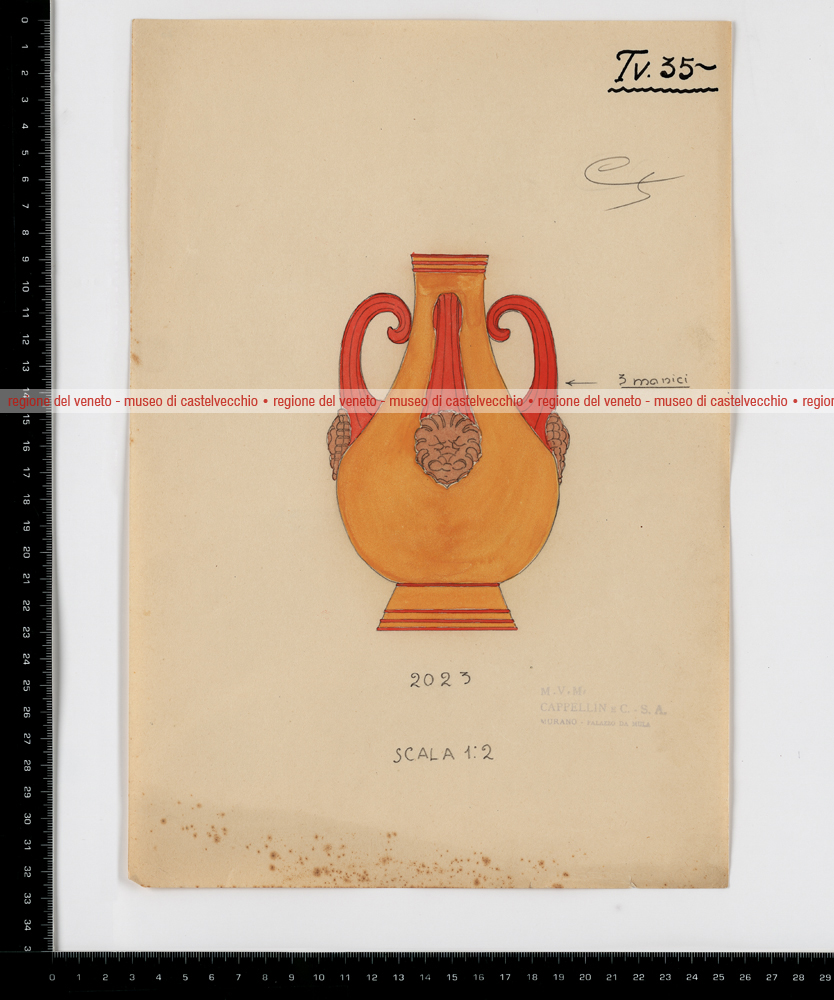 Tv. 35~
3 manici
regione del veneto - museo di castelvecchio • regione del veneto - museo di castelvecchio • regione del veneto - museo di castelvecchio • region
2023
M.V.M.
CAPPELLIN & C. - S. A.
MURANO - PALAZZO DA MULA
SCALA 1:2
0 1 2 3 4 5 6 7 8 9 10 11 12 13 14 15 16 17 18 19 20 21 22 23 24 25 26 27 28 29 30 31 32 33 34 3
0 1 2 3 4 5 6 7 8 9 10 11 12 13 14 15 16 17 18 19 20 21 22 23 24 25 26 27 28 29